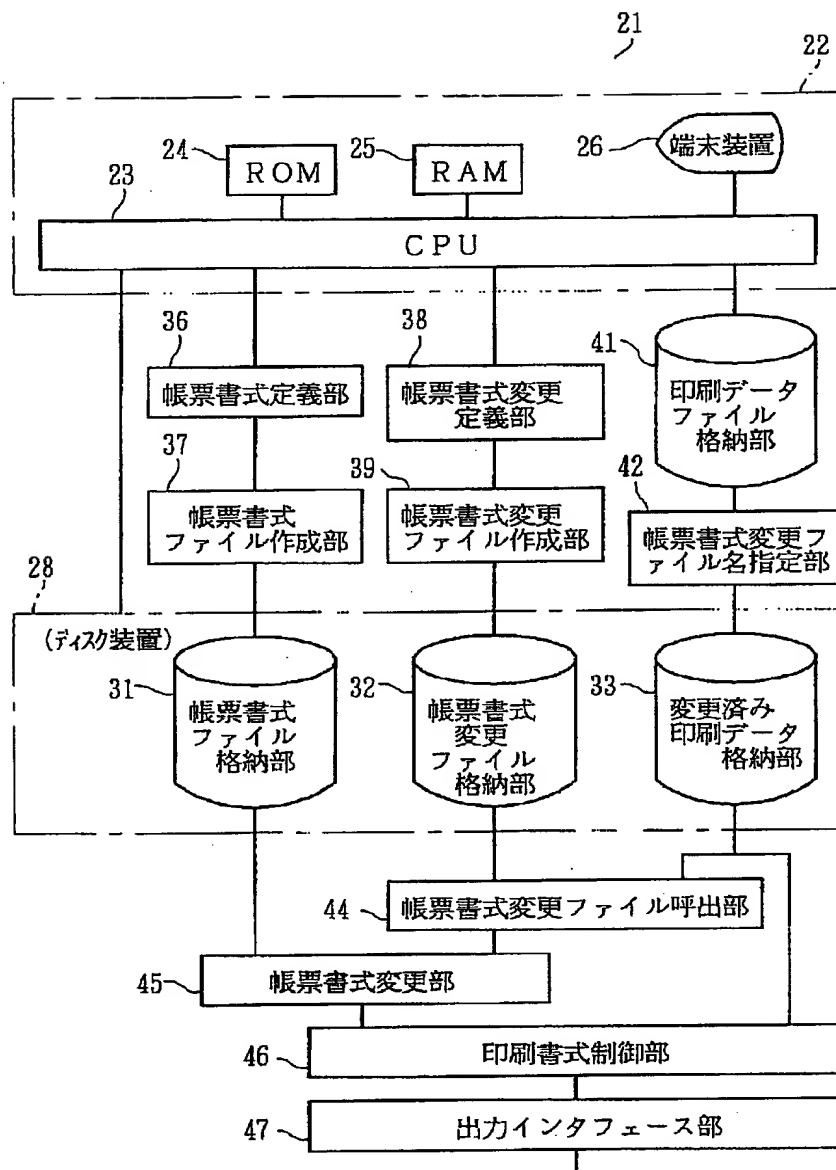 21
22
24
ROM
25
RAM
26
端末装置
23
CPU
36
帳票書式定義部
38
帳票書式変更
定義部
41
印刷データ
ファイル
格納部
37
帳票書式
ファイル作成部
39
帳票書式変更
ファイル作成部
42
帳票書式変更フ
ァイル名指定部
28
(ディスク装置)
31
帳票書式
ファイル
格納部
32
帳票書式
変更
ファイル
格納部
33
変更済み
印刷データ
格納部
44
帳票書式変更ファイル呼出部
45
帳票書式変更部
46
印刷書式制御部
47
出力インタフェース部